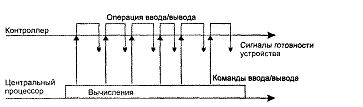 Операция ввода/вывода
Контроллер
Сигналы готовности
устройства
Команды ввода/вывода
Центральный
процессор
Вычисления